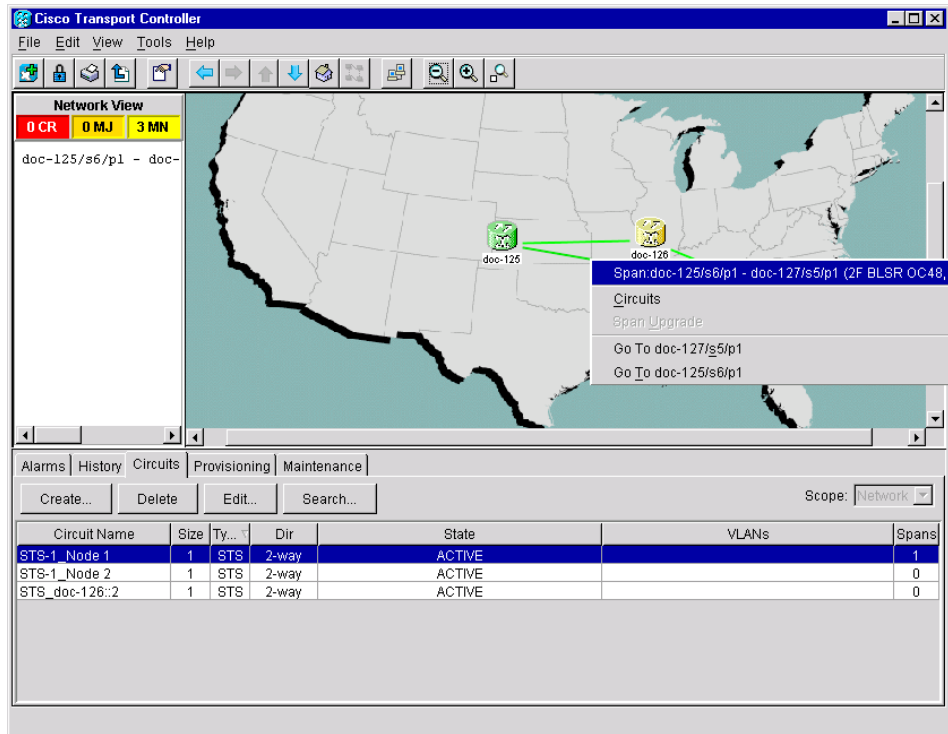 Cisco Transport Controller
File Edit View Tools Help
Network View
0 CR 0 MJ 3 MN
doc-125/s6/p1 - doc-
doc-125
doc-126
Span:doc-125/s6/p1 - doc-127/s5/p1 (2F BLSR OC48,
Circuits
Span Upgrade
Go To doc-127/s5/p1
Go To doc-125/s6/p1
Alarms History Circuits Provisioning Maintenance
Create... Delete Edit... Search... Scope: Network
Circuit Name Size Ty... Dir State VLANs Spans
STS-1_Node 1 1 STS 2-way ACTIVE 1
STS-1_Node 2 1 STS 2-way ACTIVE 0
STS_doc-126::2 1 STS 2-way ACTIVE 0